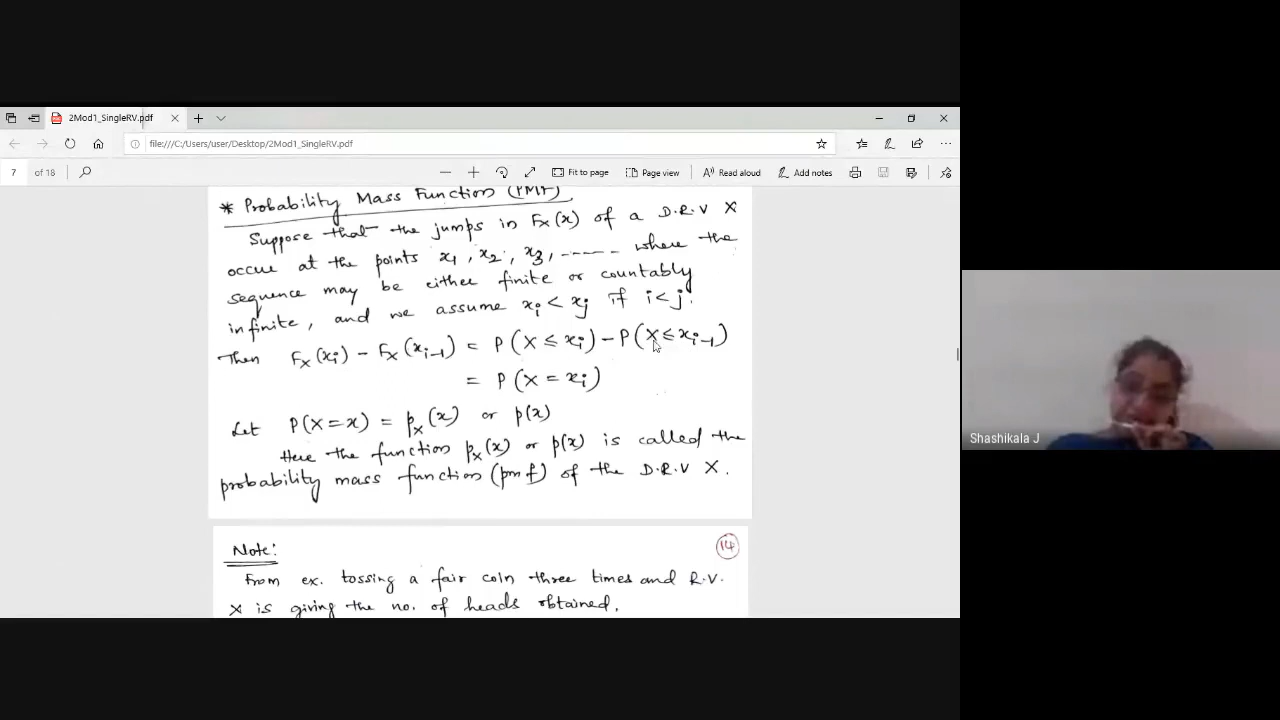 2Mod1_SingleRV.pdf
file:///C:/Users/user/Desktop/2Mod1_SingleRV.pdf
7 of 18 Fit to page Page view Read aloud Add notes
* Probability Mass Function (PMF)
Suppose that the jumps in Fx(x) of a D.R.V X
occur at the points x1, x2, x3, ------ where the
sequence may be either finite or countably
infinite, and we assume xi < xj if i < j.
Then Fx(xi) - Fx(xi-1) = P(X ≤ xi) - P(X ≤ xi-1)
= P(X = xi)
Let P(X=x) = px(x) or p(x)
Here the function px(x) or p(x) is called the
probability mass function (pmf) of the D.R.V X.
Note:
14
From ex. tossing a fair coin three times and R.V.
X is giving the no. of heads obtained.
Shashikala J